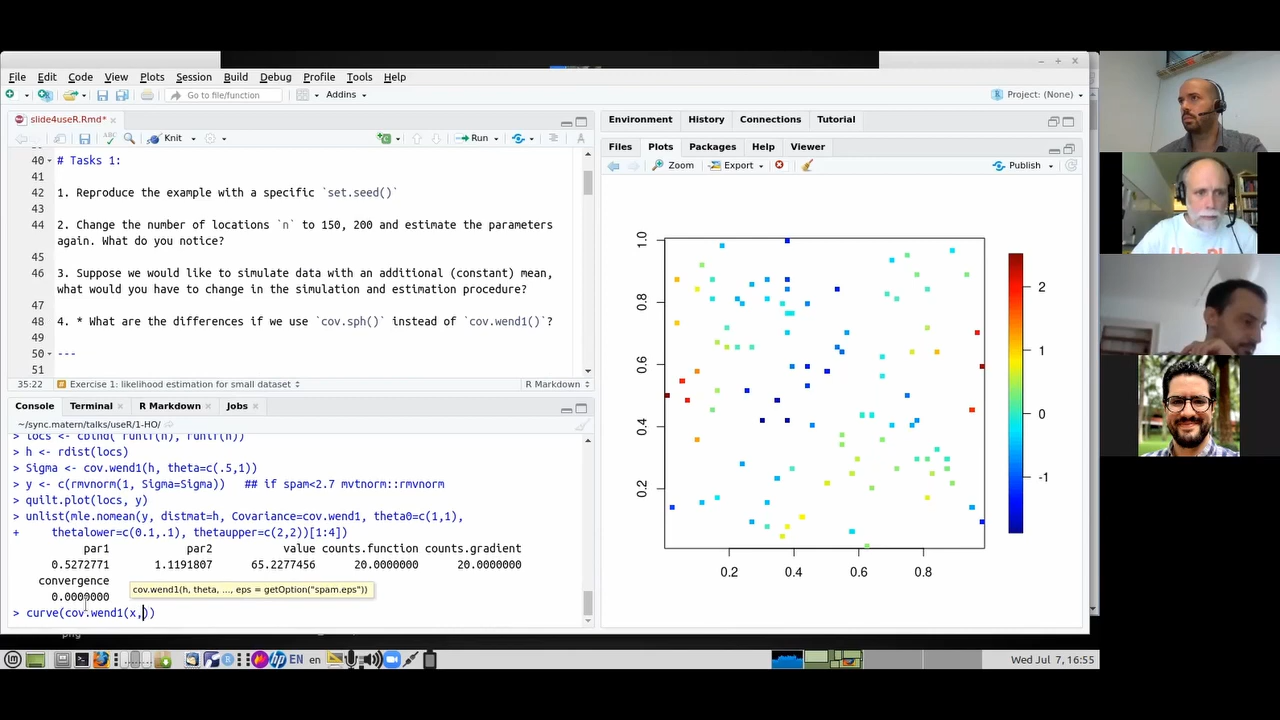 File Edit Code View Plots Session Build Debug Profile Tools Help
Go to file/function
Addins
Project: (None)
slide4useR.Rmd*
Knit
Run
40 # Tasks 1:
41
42 1. Reproduce the example with a specific `set.seed()`
43
44 2. Change the number of locations `n` to 150, 200 and estimate the parameters
again. What do you notice?
45
46 3. Suppose we would like to simulate data with an additional (constant) mean,
what would you have to change in the simulation and estimation procedure?
47
48 4. * What are the differences if we use `cov.sph()` instead of `cov.wend1()`?
49
50 ---
51
35:22 Exercise 1: likelihood estimation for small dataset R Markdown
Console Terminal R Markdown Jobs
~/sync.matern/talks/useR/1-HO/
> locs <- cbind( runif(n), runif(n))
> h <- rdist(locs)
> Sigma <- cov.wend1(h, theta=c(.5,1))
> y <- c(rmvnorm(1, Sigma=Sigma)) ## if spam<2.7 mvtnorm::rmvnorm
> quilt.plot(locs, y)
> unlist(mle.nomean(y, distmat=h, Covariance=cov.wend1, theta0=c(1,1),
+ thetalower=c(0.1,.1), thetaupper=c(2,2))[1:4])
par1 par2 value counts.function counts.gradient
0.5272771 1.1191807 65.2277456 20.0000000 20.0000000
convergence
0.0000000
cov.wend1(h, theta, ..., eps = getOption("spam.eps"))
> curve(cov.wend1(x,))
Environment History Connections Tutorial
Files Plots Packages Help Viewer
Zoom Export Publish
1.0
0.8
0.6
0.4
0.2
0.2 0.4 0.6 0.8
2
1
0
-1
png
EN en
Wed Jul 7, 16:55